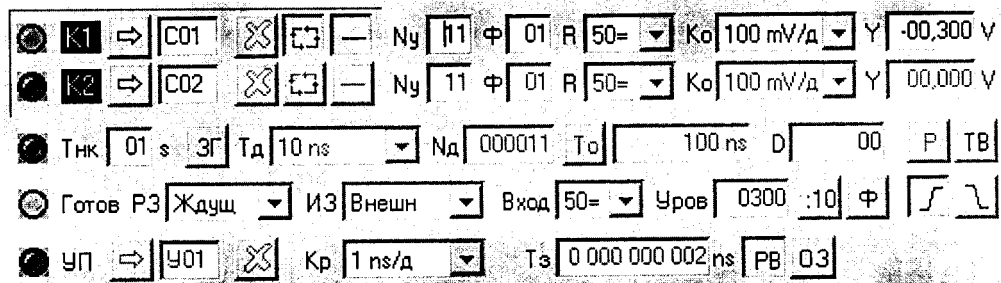 К1 ⇨ C01 Nу 11 Ф 01 R 50= Ко 100 mV/д Y -00,300 V
К2 ⇨ C02 Nу 11 Ф 01 R 50= Ко 100 mV/д Y 00,000 V
Тнк 01 s ЗГ Тд 10 ns Nд 000011 То 100 ns D 00 Р ТВ
Готов РЗ Ждущ ИЗ Внешн Вход 50= Уров 0300 :10 Ф
УП ⇨ У01 Кр 1 ns/д Тз 0 000 000 002 ns РВ ОЗ